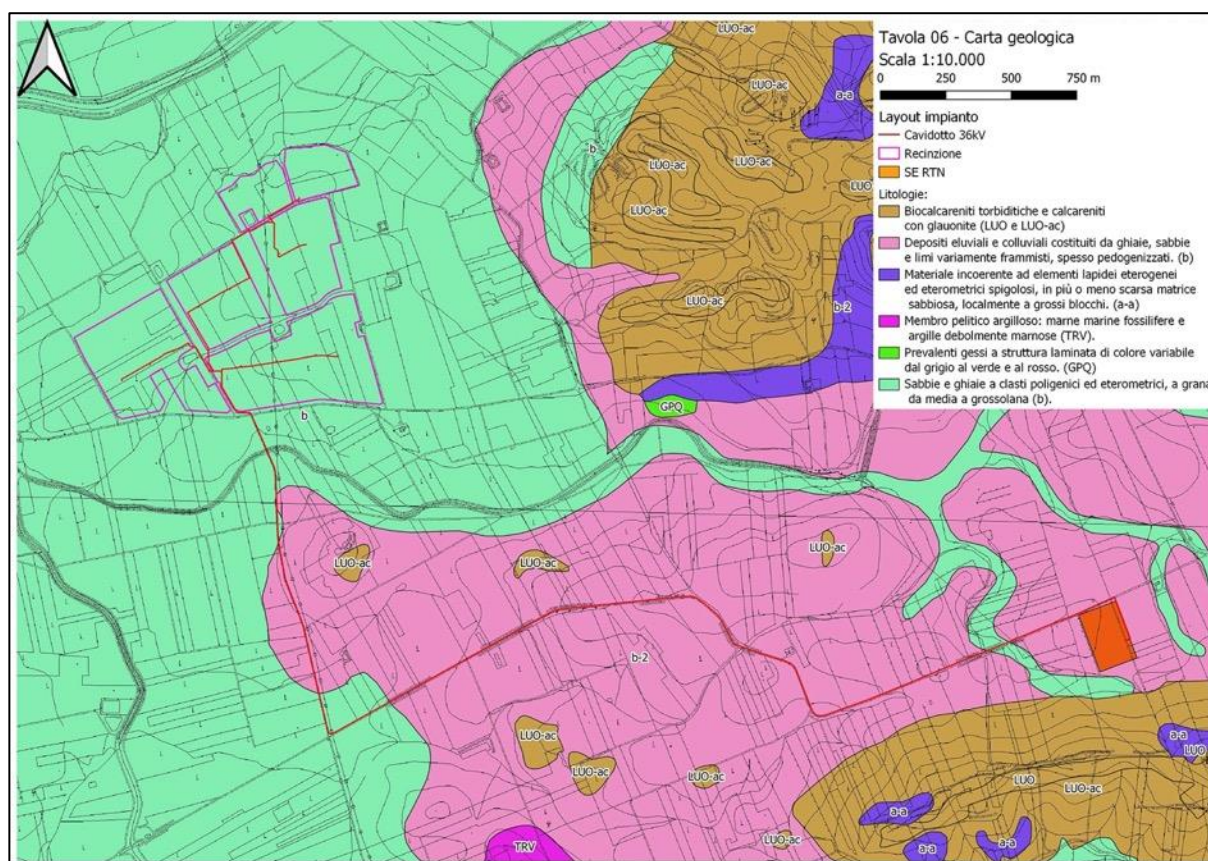 Tavola 06 - Carta geologica
Scala 1:10.000
0 250 500 750 m
Layout impianto
Cavidotto 36kV
Recinzione
SE RTN
Litologie:
Biocalcareniti torbiditiche e calcareniti
con glauonite (LUO e LUO-ac)
Depositi eluviali e colluviali costituiti da ghiaie, sabbie
e limi variamente frammisti, spesso pedogenizzati. (b)
Materiale incoerente ad elementi lapidei eterogenei
ed eterometrici spigolosi, in più o meno scarsa matrice
sabbiosa, localmente a grossi blocchi. (a-a)
Membro pelitico argilloso: marne marine fossilifere e
argille debolmente marnose (TRV).
Prevalenti gessi a struttura laminata di colore variabile
dal grigio al verde e al rosso. (GPQ)
Sabbie e ghiaie a clasti poligenici ed eterometrici, a grana
da media a grossolana (b).
LUO-ac
LUO-ac
a-a
b
LUO-ac
LUO-ac
LUO
LUO-ac
LUO-ac
b-2
GPQ
b
LUO-ac
LUO-ac
LUO-ac
b-2
LUO-ac
LUO-ac
LUO-ac
a-a
LUO
LUO
LUO-ac
a-a
LUO-ac
TRV
a-a
a-a